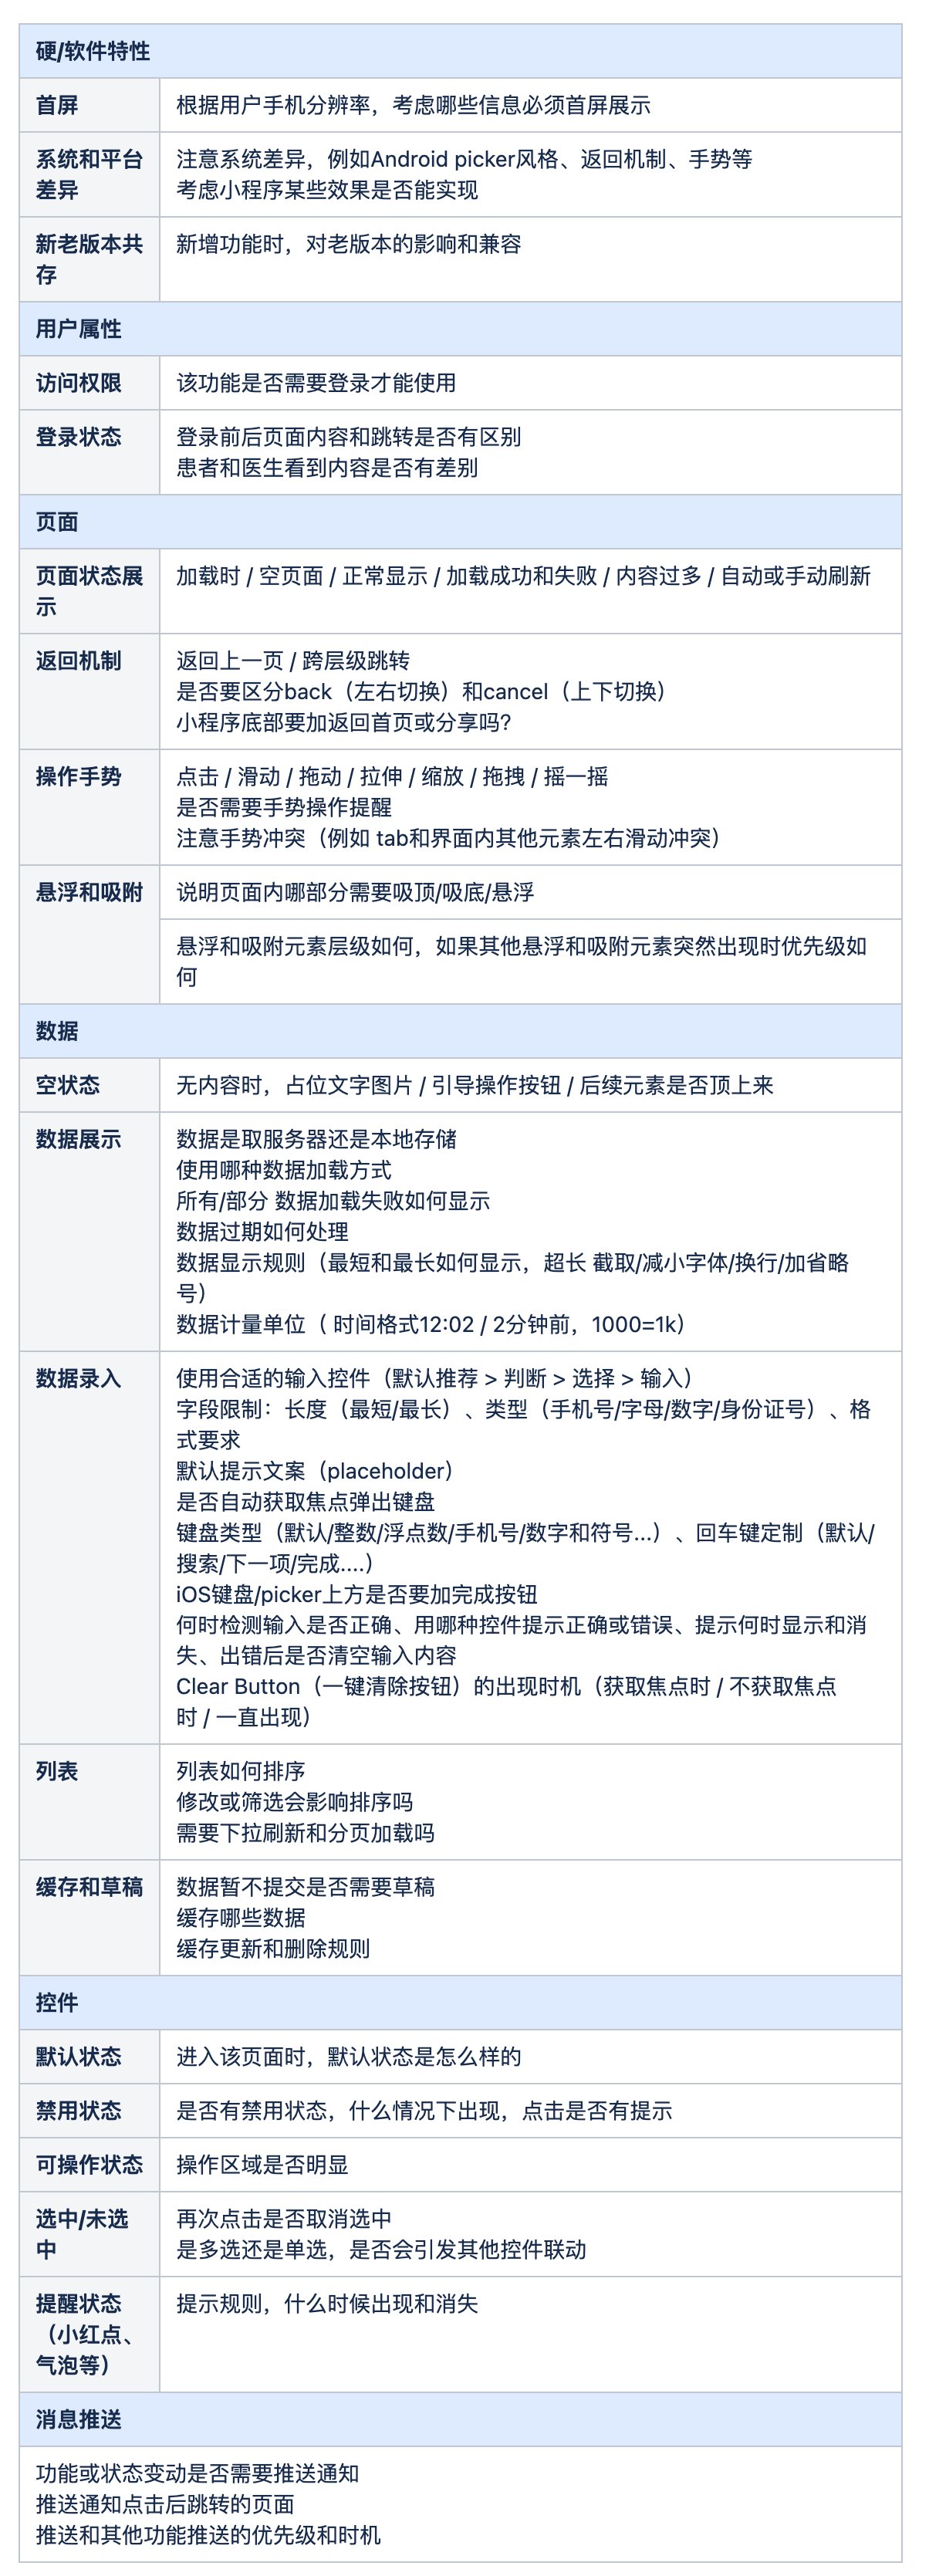 硬/软件特性
首屏
根据用户手机分辨率，考虑哪些信息必须首屏展示
系统和平台
差异
注意系统差异，例如Android picker风格、返回机制、手势等
考虑小程序某些效果是否能实现
新老版本共
存
新增功能时，对老版本的影响和兼容
用户属性
访问权限
该功能是否需要登录才能使用
登录状态
登录前后页面内容和跳转是否有区别
患者和医生看到内容是否有差别
页面
页面状态展
示
加载时 / 空页面 / 正常显示 / 加载成功和失败 / 内容过多 / 自动或手动刷新
返回机制
返回上一页 / 跨层级跳转
是否要区分back（左右切换）和cancel（上下切换）
小程序底部要加返回首页或分享吗？
操作手势
点击 / 滑动 / 拖动 / 拉伸 / 缩放 / 拖拽 / 摇一摇
是否需要手势操作提醒
注意手势冲突（例如 tab和界面内其他元素左右滑动冲突）
悬浮和吸附
说明页面内哪部分需要吸顶/吸底/悬浮
悬浮和吸附元素层级如何，如果其他悬浮和吸附元素突然出现时优先级如
何
数据
空状态
无内容时，占位文字图片 / 引导操作按钮 / 后续元素是否顶上来
数据展示
数据是取服务器还是本地存储
使用哪种数据加载方式
所有/部分 数据加载失败如何显示
数据过期如何处理
数据显示规则（最短和最长如何显示，超长 截取/减小字体/换行/加省略
号）
数据计量单位（ 时间格式12:02 / 2分钟前，1000=1k）
数据录入
使用合适的输入控件（默认推荐 > 判断 > 选择 > 输入）
字段限制：长度（最短/最长）、类型（手机号/字母/数字/身份证号）、格
式要求
默认提示文案（placeholder）
是否自动获取焦点弹出键盘
键盘类型（默认/整数/浮点数/手机号/数字和符号...）、回车键定制（默认/
搜索/下一项/完成....）
iOS键盘/picker上方是否要加完成按钮
何时检测输入是否正确、用哪种控件提示正确或错误、提示何时显示和消
失、出错后是否清空输入内容
Clear Button（一键清除按钮）的出现时机（获取焦点时 / 不获取焦点
时 / 一直出现）
列表
列表如何排序
修改或筛选会影响排序吗
需要下拉刷新和分页加载吗
缓存和草稿
数据暂不提交是否需要草稿
缓存哪些数据
缓存更新和删除规则
控件
默认状态
进入该页面时，默认状态是怎么样的
禁用状态
是否有禁用状态，什么情况下出现，点击是否有提示
可操作状态
操作区域是否明显
选中/未选
中
再次点击是否取消选中
是多选还是单选，是否会引发其他控件联动
提醒状态
（小红点、
气泡等）
提示规则，什么时候出现和消失
消息推送
功能或状态变动是否需要推送通知
推送通知点击后跳转的页面
推送和其他功能推送的优先级和时机